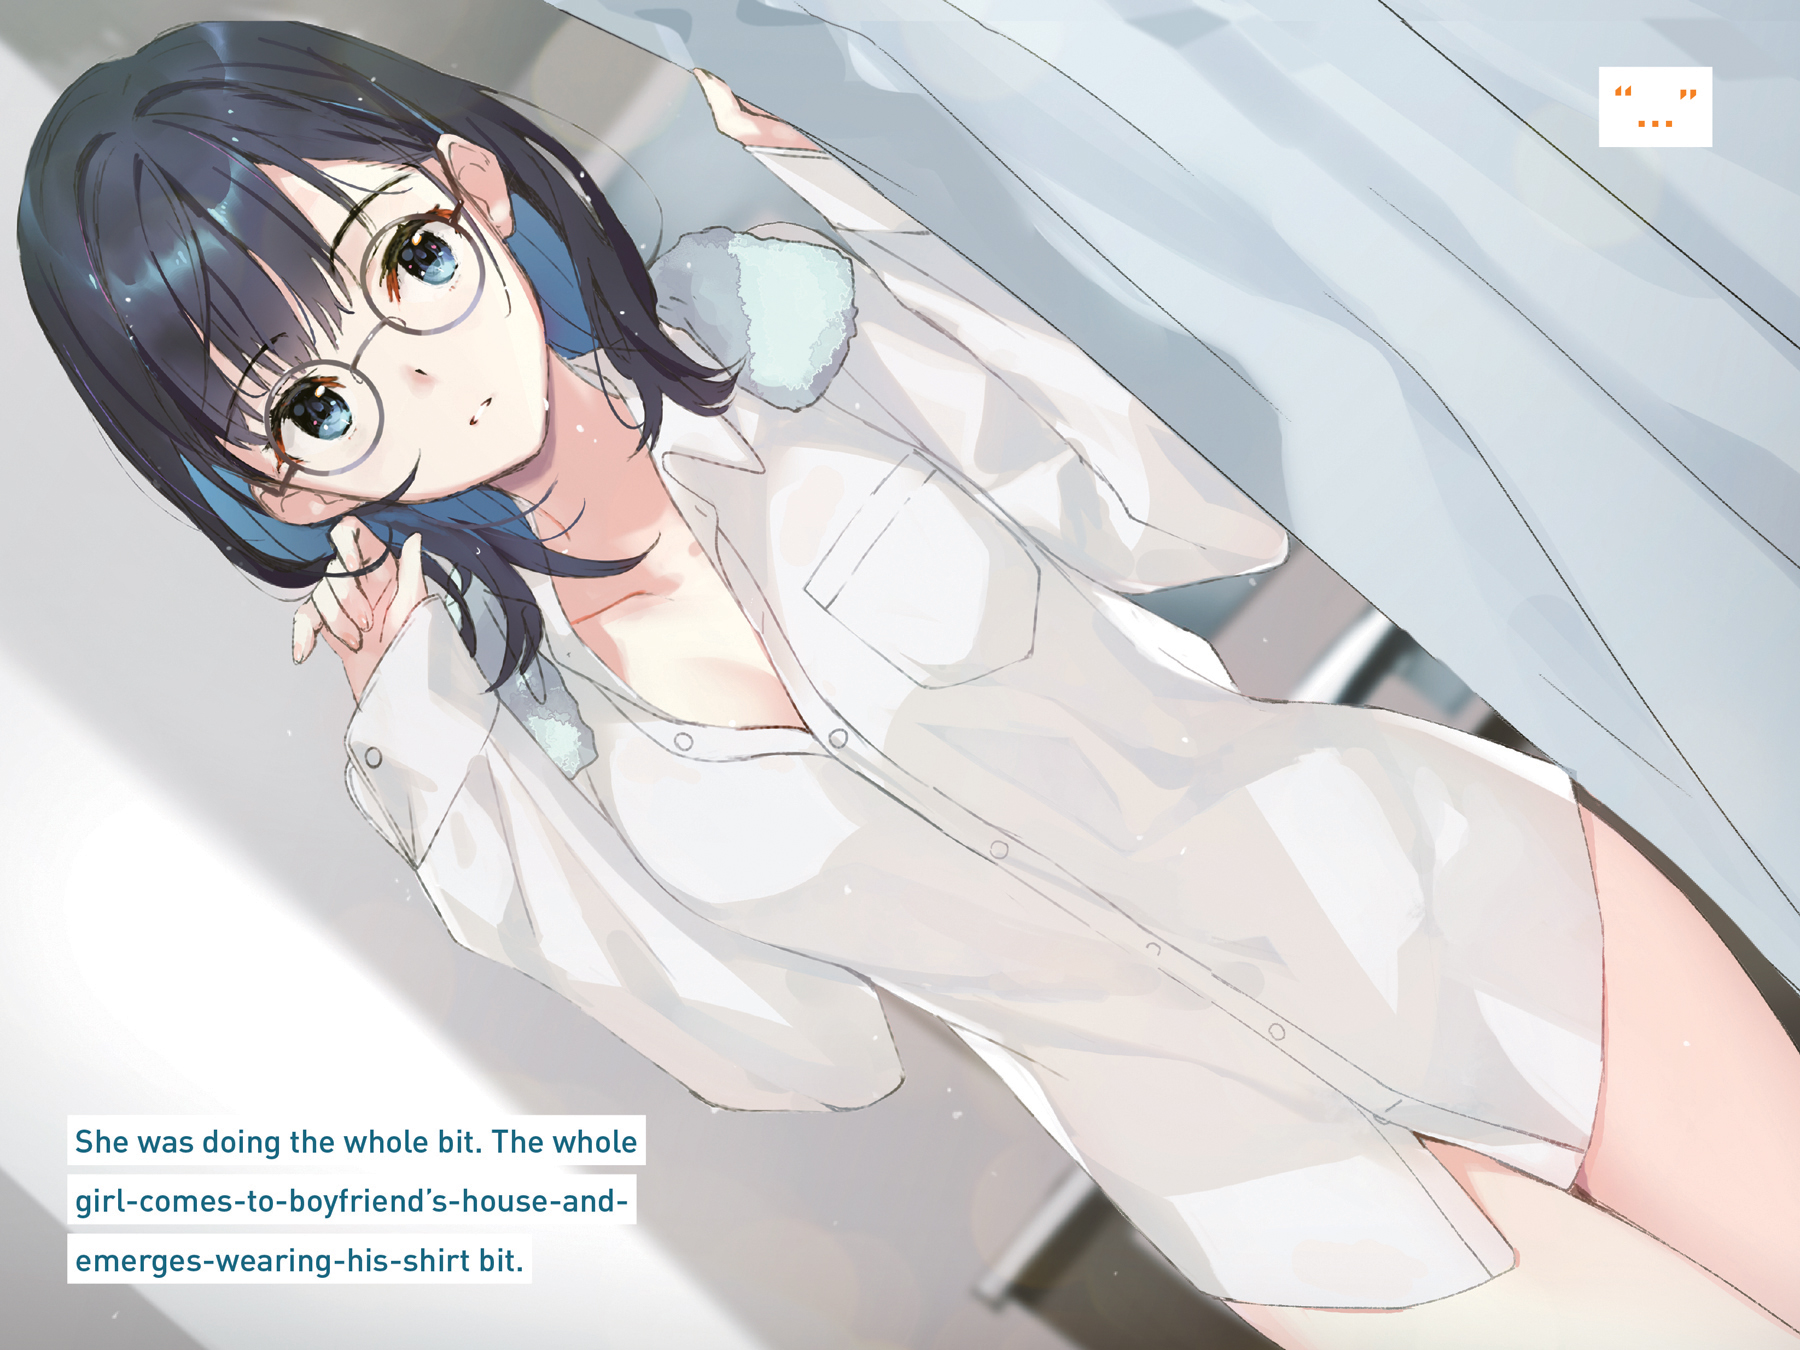 “…”
She was doing the whole bit. The whole
girl-comes-to-boyfriend’s-house-and-
emerges-wearing-his-shirt bit.